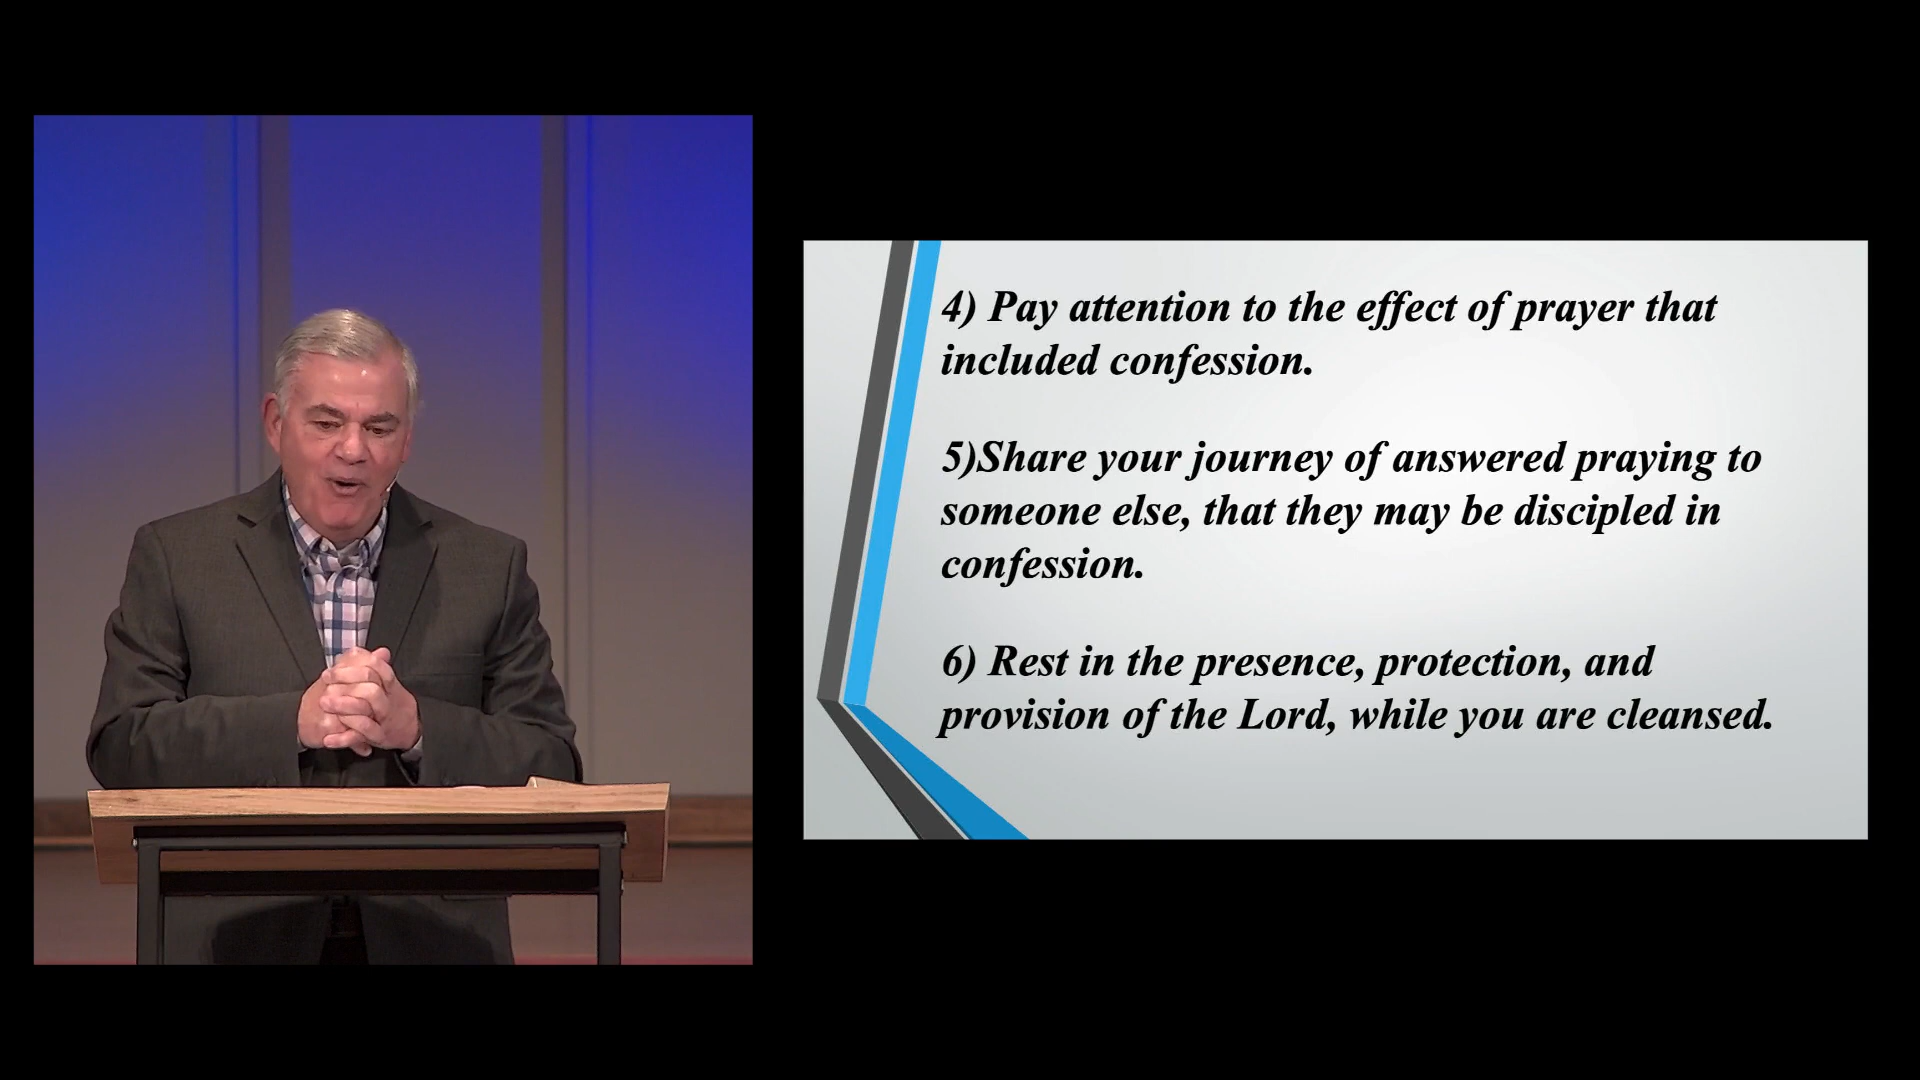 4) Pay attention to the effect of prayer that
included confession.
5)Share your journey of answered praying to
someone else, that they may be discipled in
confession.
6) Rest in the presence, protection, and
provision of the Lord, while you are cleansed.